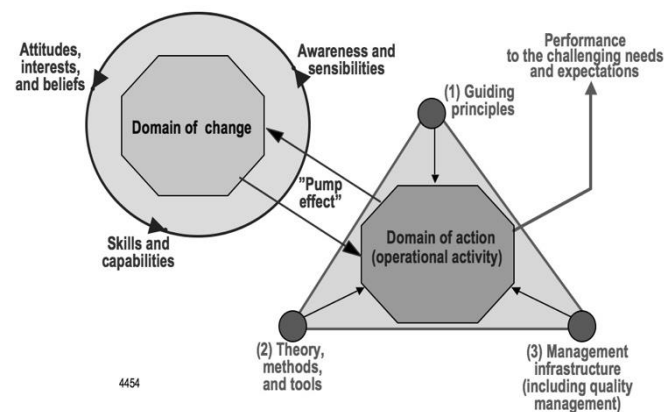 Attitudes,
interests,
and beliefs
Awareness and
sensibilities
Domain of change
Skills and
capabilities
”Pump
effect”
Performance
to the challenging needs
and expectations
(1) Guiding
principles
Domain of action
(operational activity)
(2) Theory,
methods,
and tools
(3) Management
infrastructure
(including quality
management)
4454